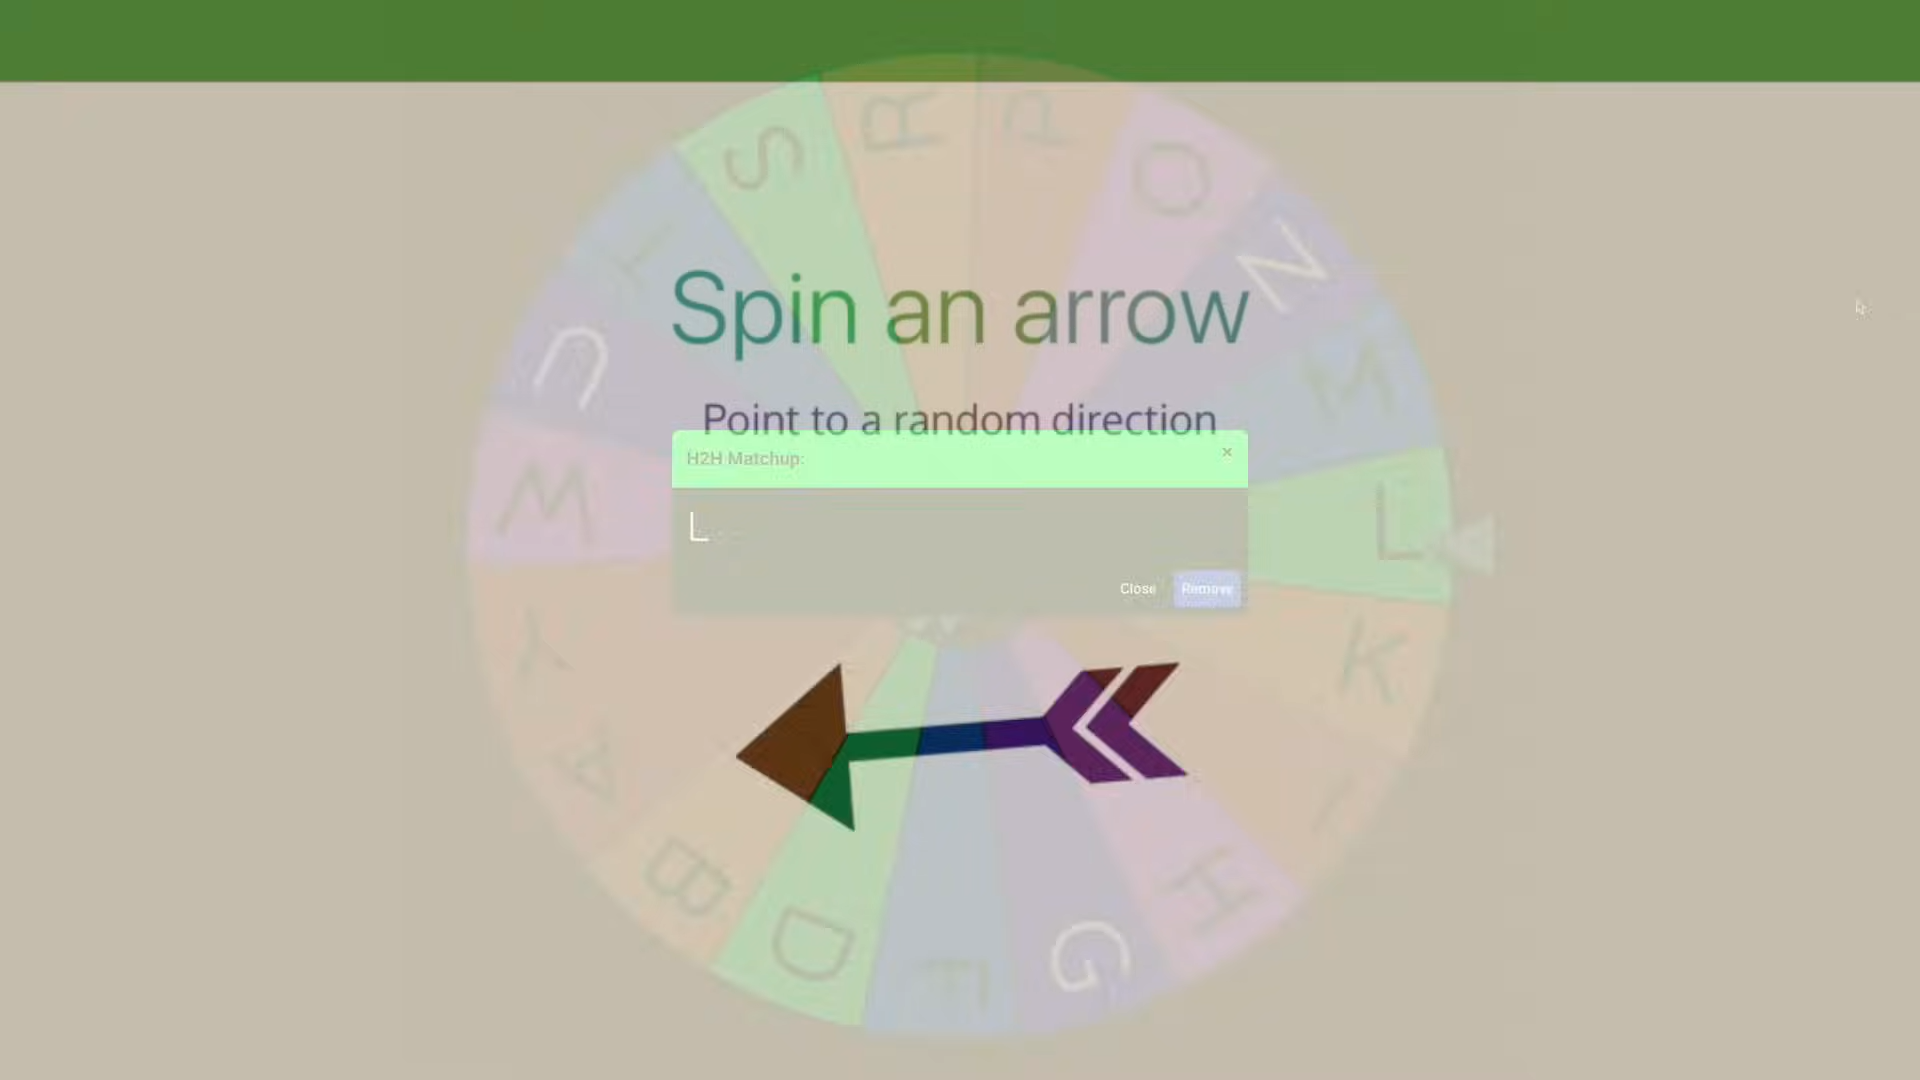 S
R
P
O
N
T
M
U
Spin an arrow
Point to a random direction
H2H Matchup:
×
W
L
L
Close
Remove
Y
K
A
I
B
H
D
E
G